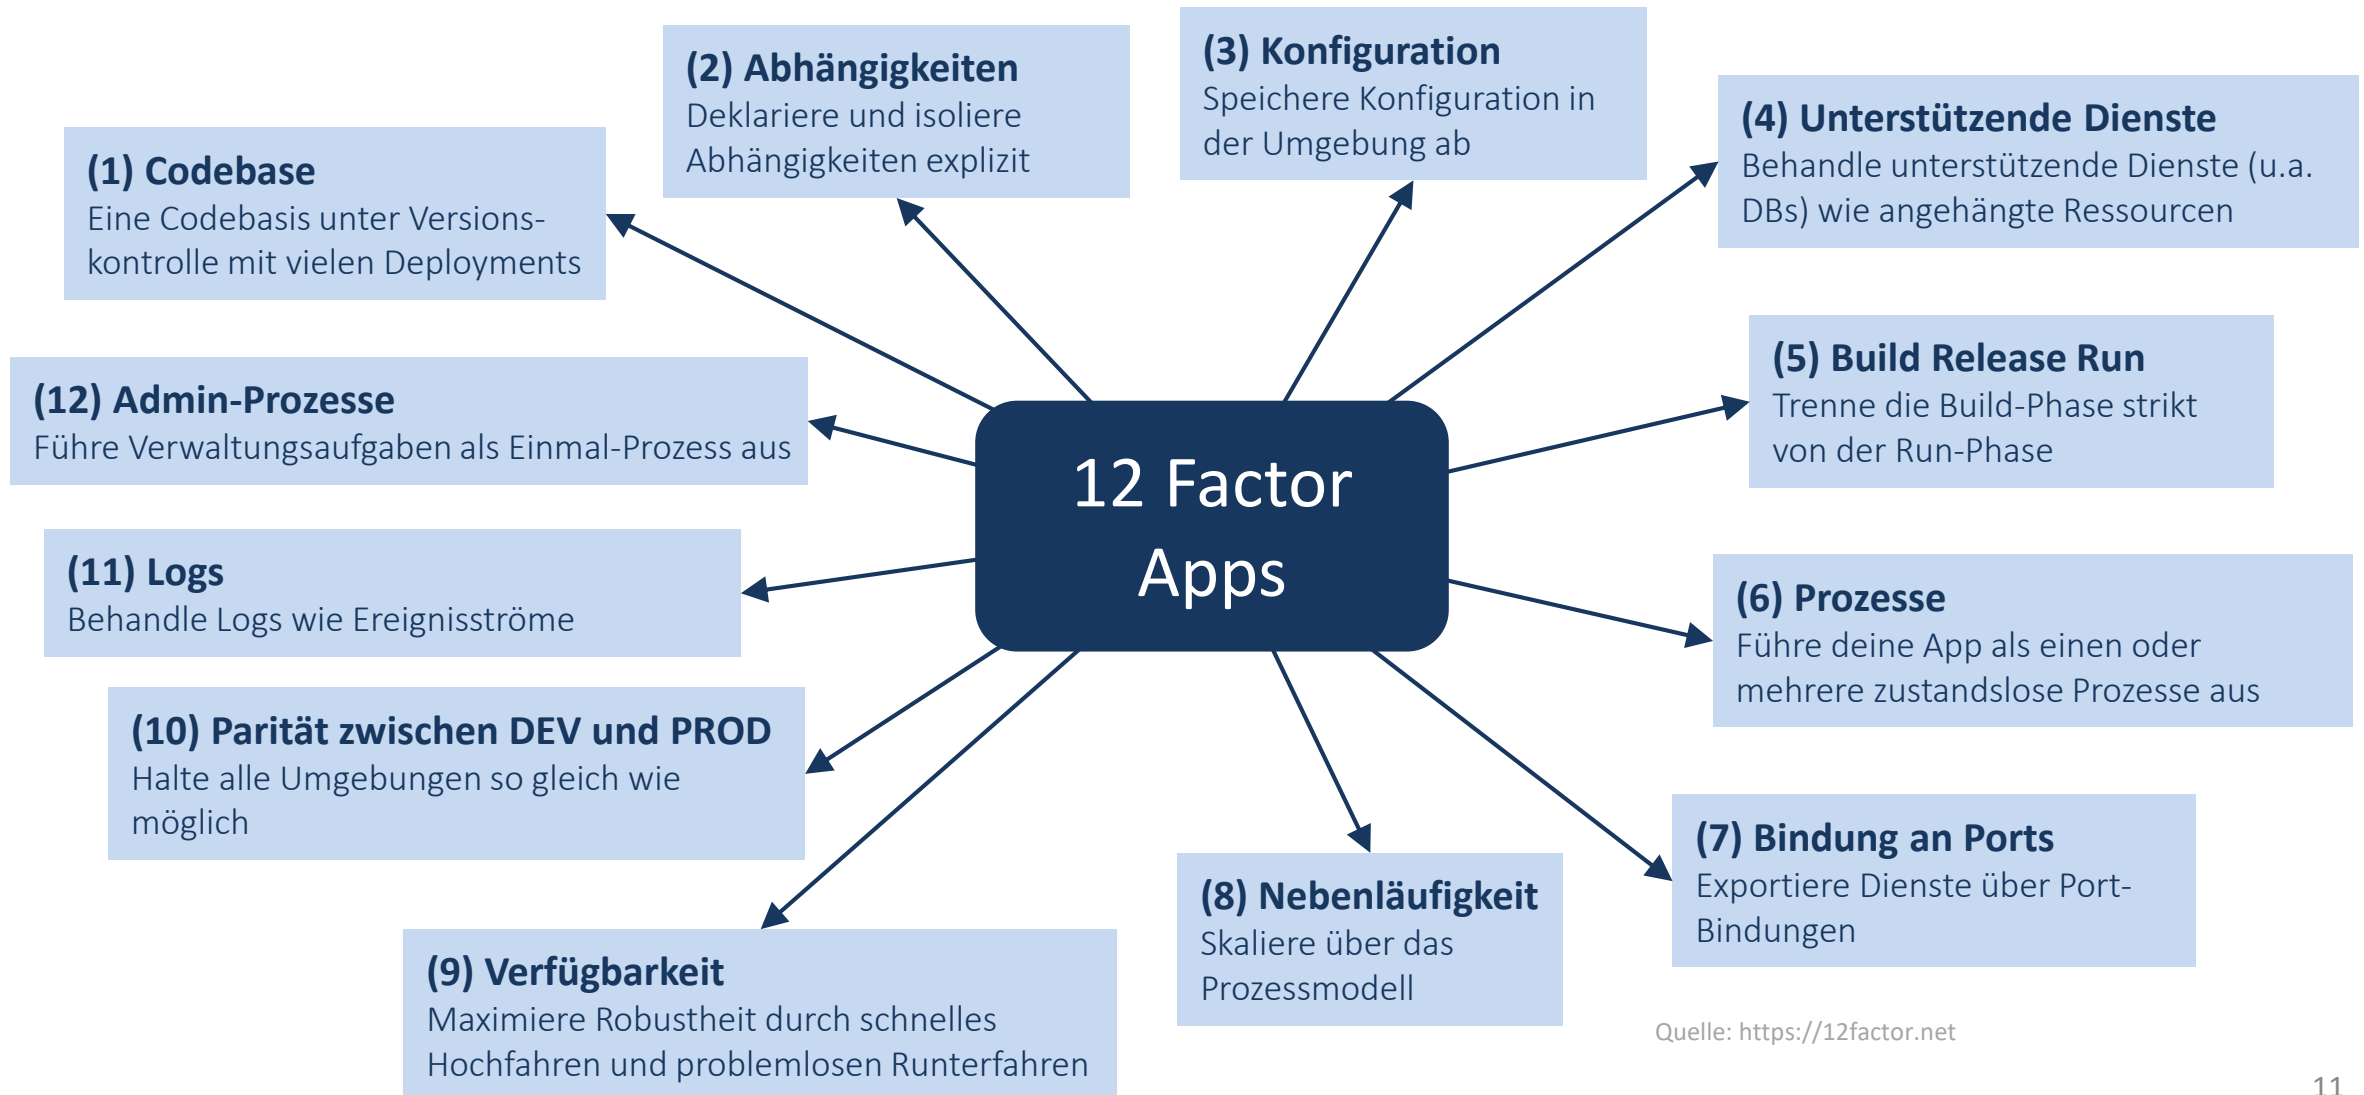 (1) Codebase
Eine Codebasis unter Versions-
kontrolle mit vielen Deployments
(2) Abhängigkeiten
Deklariere und isoliere
Abhängigkeiten explizit
(3) Konfiguration
Speichere Konfiguration in
der Umgebung ab
(4) Unterstützende Dienste
Behandle unterstützende Dienste (u.a.
DBs) wie angehängte Ressourcen
(5) Build Release Run
Trenne die Build-Phase strikt
von der Run-Phase
(6) Prozesse
Führe deine App als einen oder
mehrere zustandslose Prozesse aus
(7) Bindung an Ports
Exportiere Dienste über Port-
Bindungen
(8) Nebenläufigkeit
Skaliere über das
Prozessmodell
(9) Verfügbarkeit
Maximiere Robustheit durch schnelles
Hochfahren und problemlosen Runterfahren
(10) Parität zwischen DEV und PROD
Halte alle Umgebungen so gleich wie
möglich
(11) Logs
Behandle Logs wie Ereignisströme
(12) Admin-Prozesse
Führe Verwaltungsaufgaben als Einmal-Prozess aus
12 Factor
Apps
Quelle: https://12factor.net
11